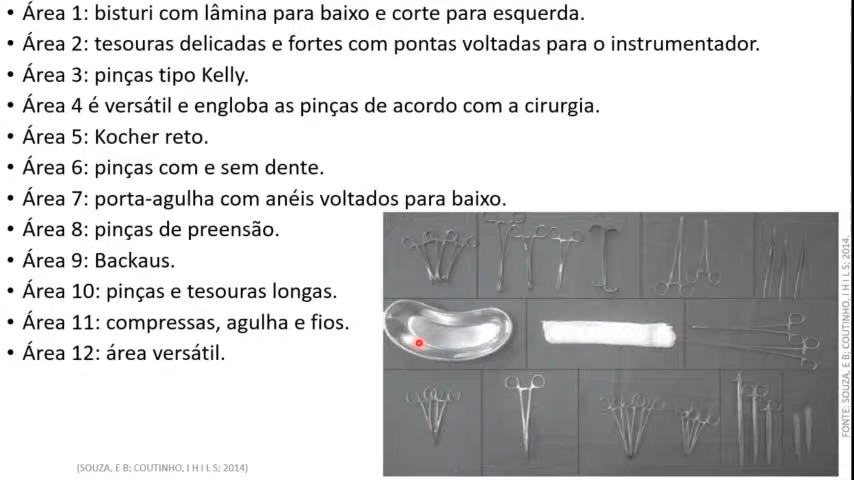 • Área 1: bisturi com lâmina para baixo e corte para esquerda.
• Área 2: tesouras delicadas e fortes com pontas voltadas para o instrumentador.
• Área 3: pinças tipo Kelly.
• Área 4 é versátil e engloba as pinças de acordo com a cirurgia.
• Área 5: Kocher reto.
• Área 6: pinças com e sem dente.
• Área 7: porta-agulha com anéis voltados para baixo.
• Área 8: pinças de preensão.
• Área 9: Backaus.
• Área 10: pinças e tesouras longas.
• Área 11: compressas, agulha e fios.
• Área 12: área versátil.
FONTE: SOUZA, E B; COUTINHO, I H I L S; 2014.
(SOUZA, E B; COUTINHO, I H I L S; 2014)